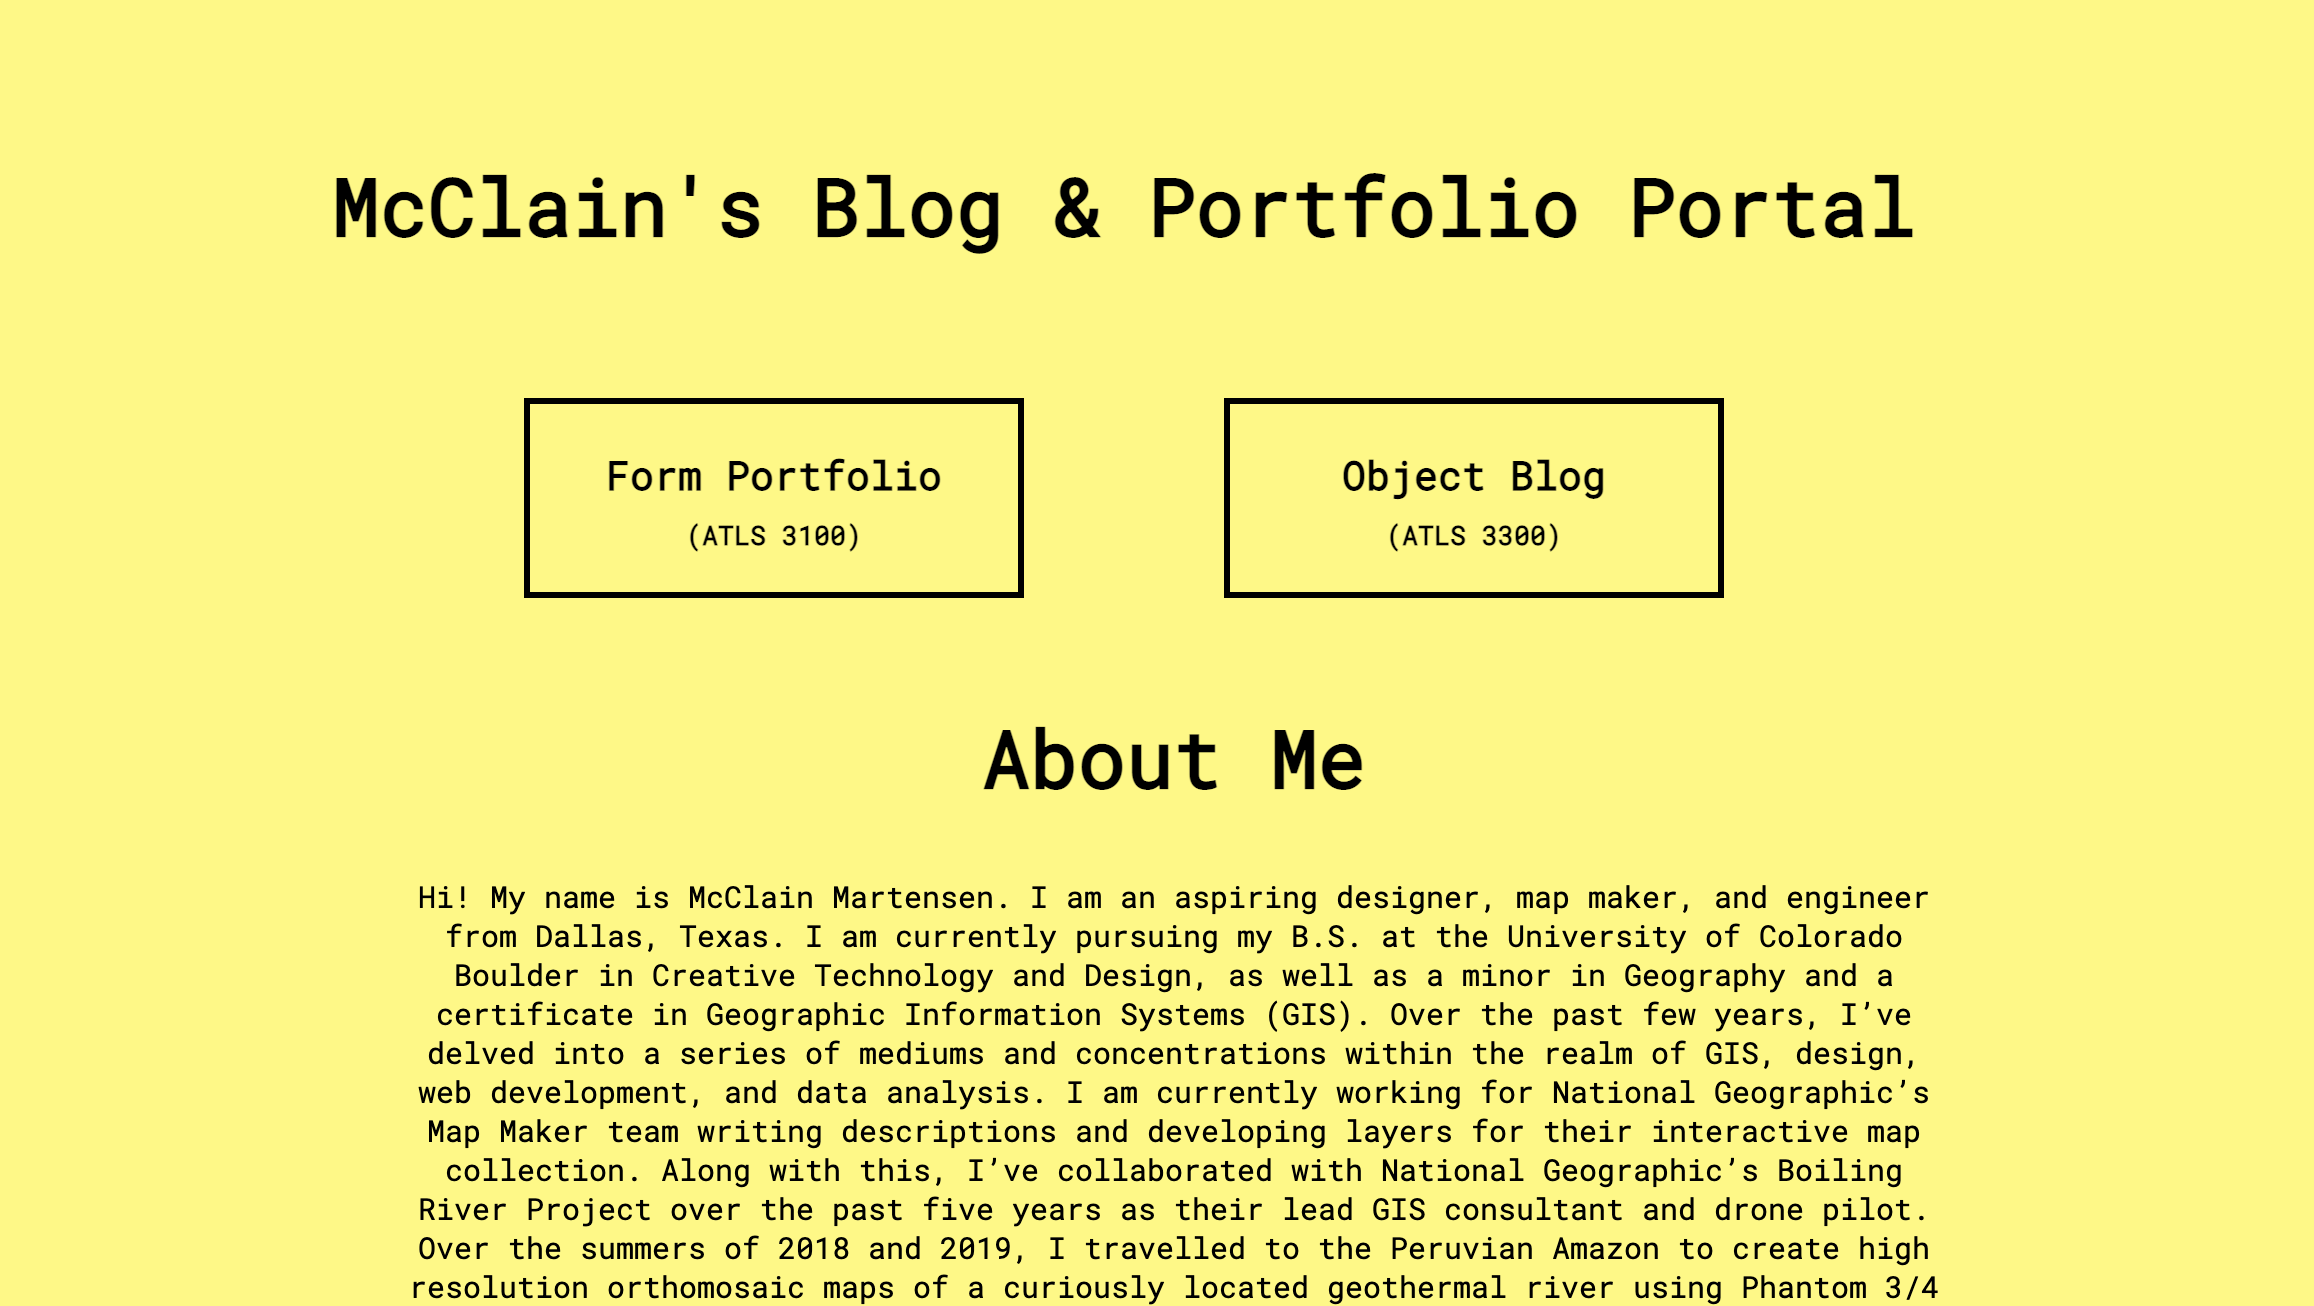 McClain's Blog & Portfolio Portal
Form Portfolio
(ATLS 3100)
Object Blog
(ATLS 3300)
About Me
Hi! My name is McClain Martensen. I am an aspiring designer, map maker, and engineer
from Dallas, Texas. I am currently pursuing my B.S. at the University of Colorado
Boulder in Creative Technology and Design, as well as a minor in Geography and a
certificate in Geographic Information Systems (GIS). Over the past few years, I’ve
delved into a series of mediums and concentrations within the realm of GIS, design,
web development, and data analysis. I am currently working for National Geographic’s
Map Maker team writing descriptions and developing layers for their interactive map
collection. Along with this, I’ve collaborated with National Geographic’s Boiling
River Project over the past five years as their lead GIS consultant and drone pilot.
Over the summers of 2018 and 2019, I travelled to the Peruvian Amazon to create high
resolution orthomosaic maps of a curiously located geothermal river using Phantom 3/4